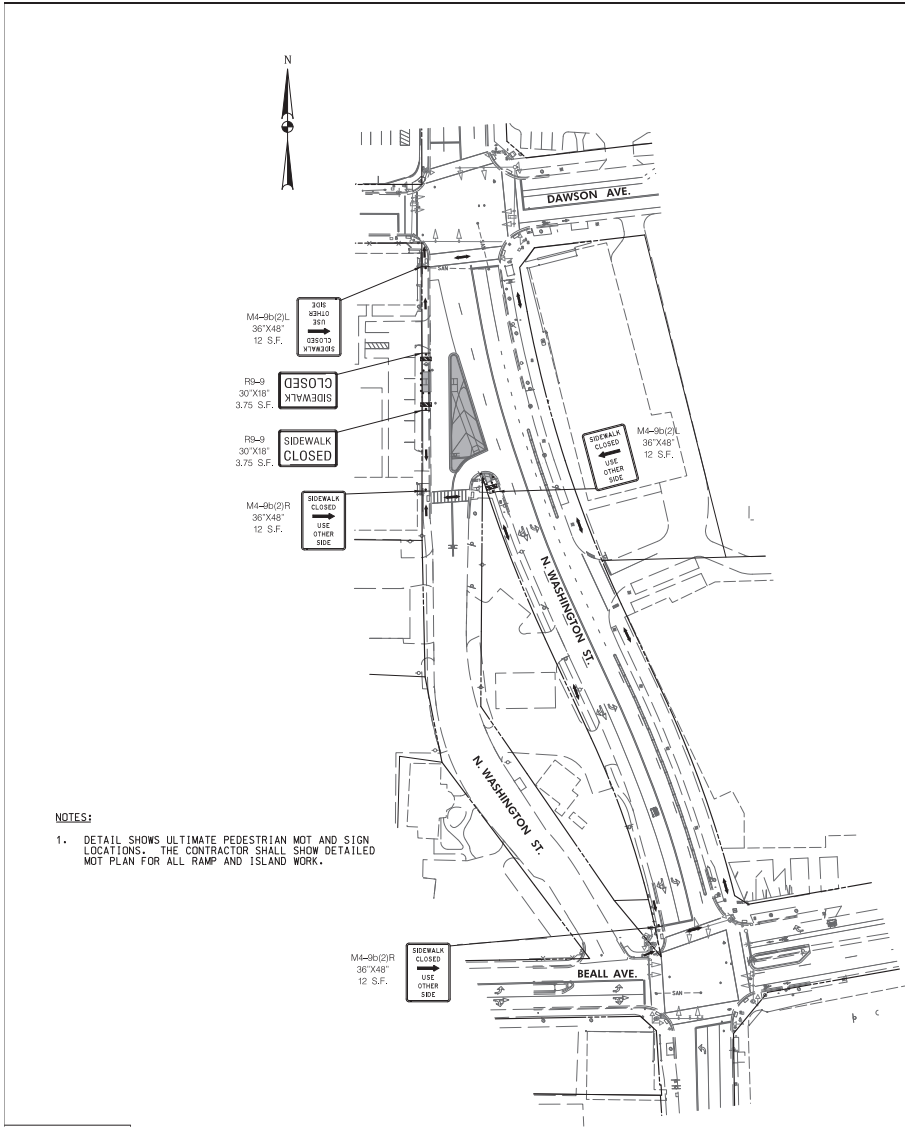 N
DAWSON AVE.
SAN
SAN
M4-9b(2)L
36"X48"
12 S.F.
SIDEWALK
CLOSED
USE
OTHER
SIDE
R9-9
30"X18"
3.75 S.F.
SIDEWALK
CLOSED
R9-9
30"X18"
3.75 S.F.
SIDEWALK
CLOSED
M4-9b(2)L
36"X48"
12 S.F.
SIDEWALK
CLOSED
USE
OTHER
SIDE
M4-9b(2)R
36"X48"
12 S.F.
SIDEWALK
CLOSED
USE
OTHER
SIDE
N. WASHINGTON ST.
N. WASHINGTON ST.
NOTES:
1. DETAIL SHOWS ULTIMATE PEDESTRIAN MOT AND SIGN
LOCATIONS. THE CONTRACTOR SHALL SHOW DETAILED
MOT PLAN FOR ALL RAMP AND ISLAND WORK.
M4-9b(2)R
36"X48"
12 S.F.
SIDEWALK
CLOSED
USE
OTHER
SIDE
BEALL AVE.
SAN